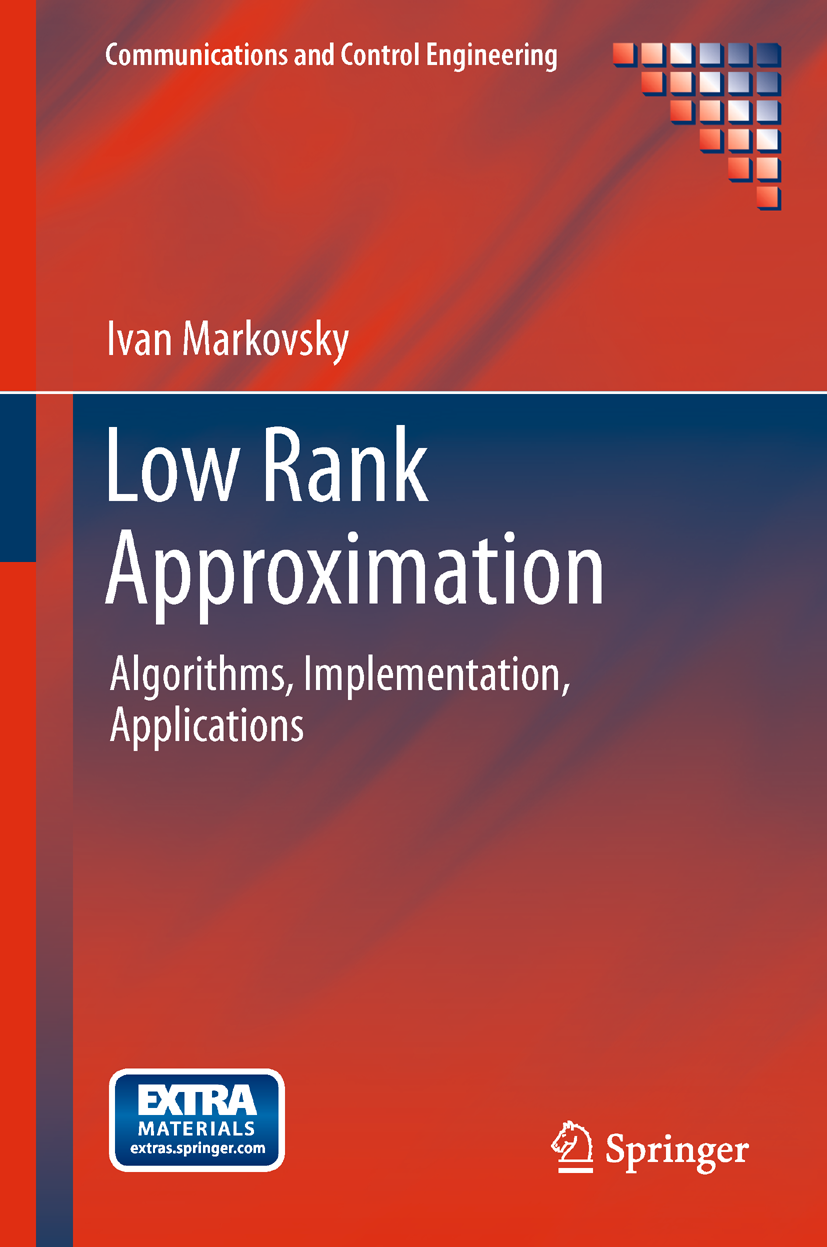 Communications and Control Engineering
Ivan Markovsky
Low Rank
Approximation
Algorithms, Implementation,
Applications
EXTRA
MATERIALS
extras.springer.com
Springer